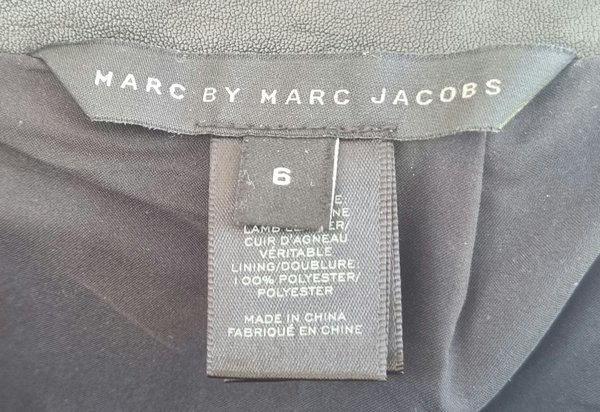 MARC BY MARC JACOBS
6
LAMB
CUIR D'AGNEAU
VÉRITABLE
LINING/DOUBLURE:
100% POLYESTER/
POLYESTER
MADE IN CHINA
FABRIQUÉ EN CHINE